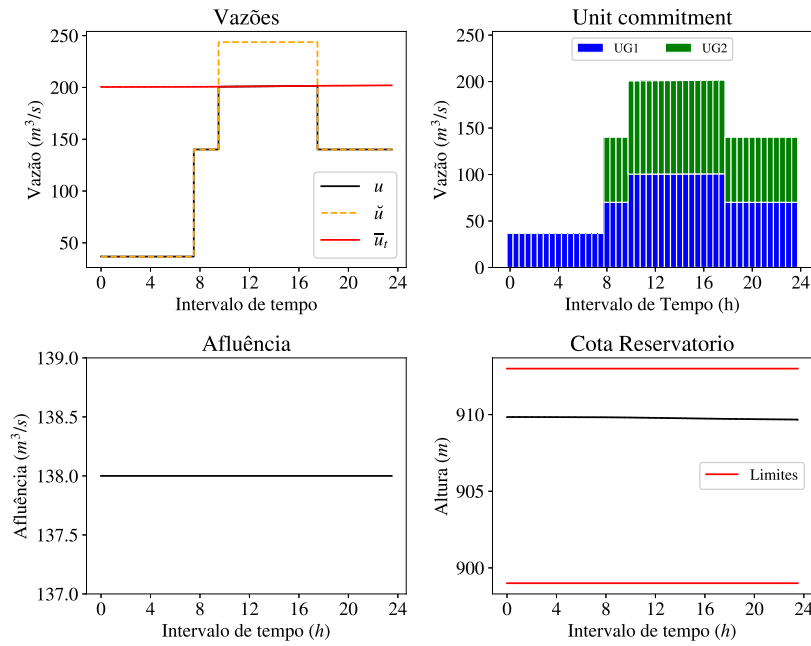 Vazões
Vazão (m³/s)
250
200
150
100
50
u
ŭ
u̅ₜ
0 4 8 12 16 20 24
Intervalo de tempo
Unit commitment
UG1 UG2
Vazão (m³/s)
250
200
150
100
50
0
0 4 8 12 16 20 24
Intervalo de Tempo (h)
Afluência
Afluência (m³/s)
139.0
138.5
138.0
137.5
137.0
0 4 8 12 16 20 24
Intervalo de tempo (h)
Cota Reservatorio
Altura (m)
910
905
900
Limites
0 4 8 12 16 20 24
Intervalo de tempo (h)